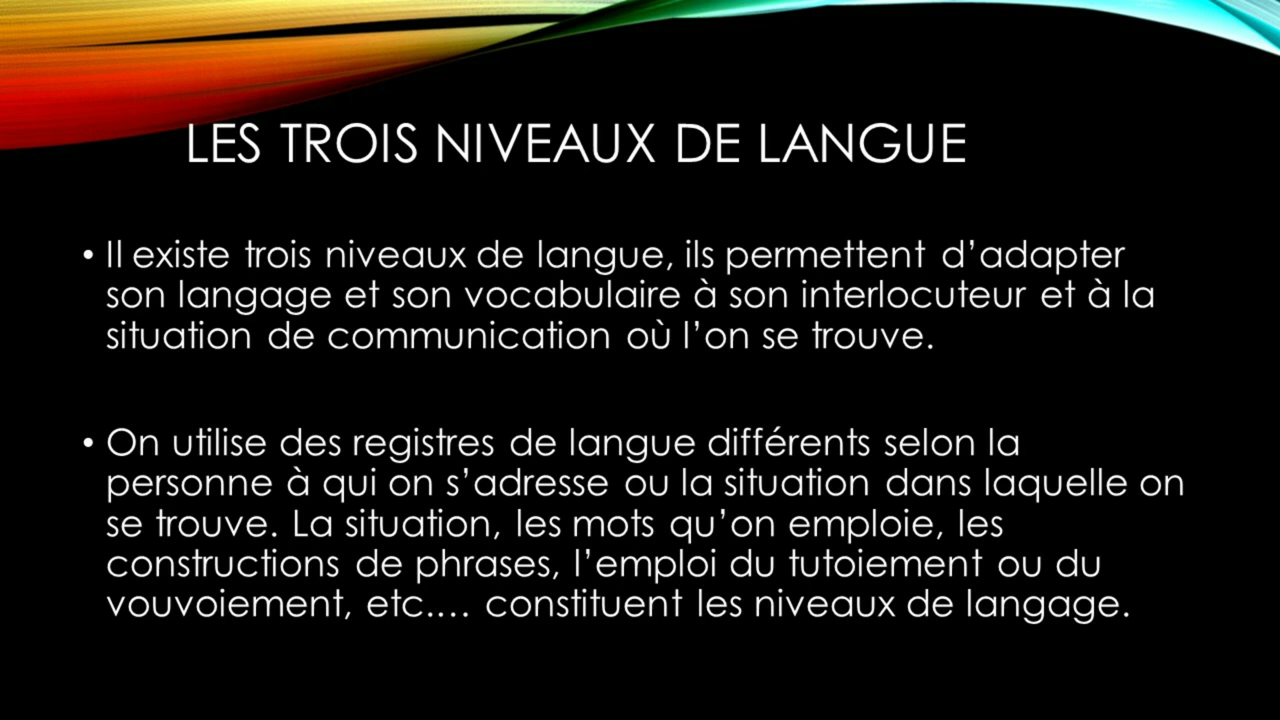 LES TROIS NIVEAUX DE LANGUE
• Il existe trois niveaux de langue, ils permettent d’adapter
son langage et son vocabulaire à son interlocuteur et à la
situation de communication où l’on se trouve.
• On utilise des registres de langue différents selon la
personne à qui on s’adresse ou la situation dans laquelle on
se trouve. La situation, les mots qu’on emploie, les
constructions de phrases, l’emploi du tutoiement ou du
vouvoiement, etc.… constituent les niveaux de langage.